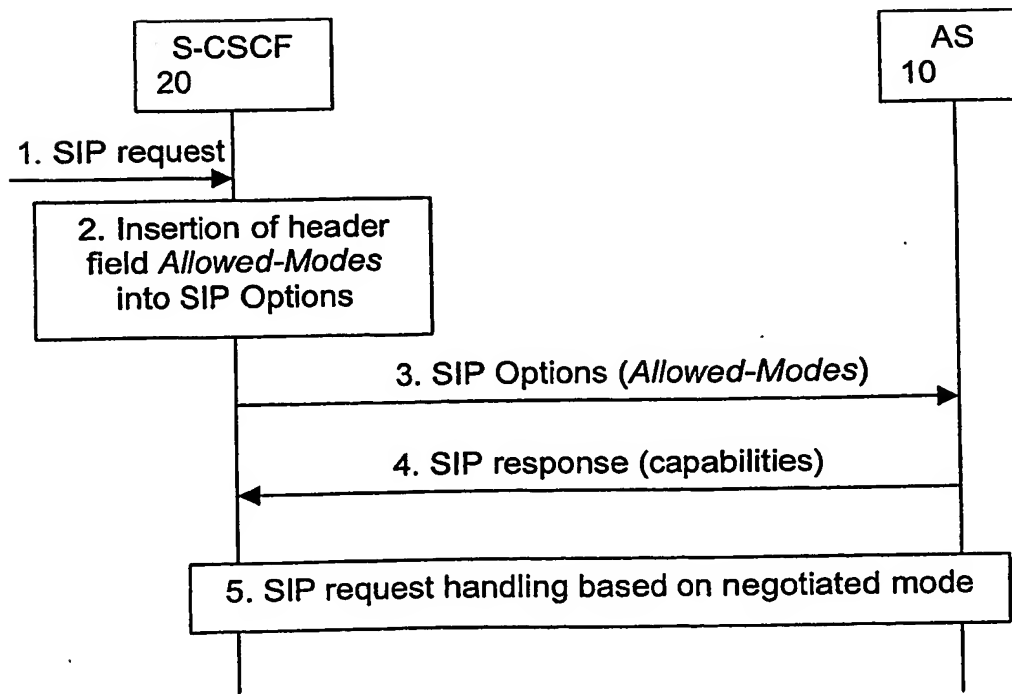 S-CSCF
20
AS
10
1. SIP request
2. Insertion of header
field Allowed-Modes
into SIP Options
3. SIP Options (Allowed-Modes)
4. SIP response (capabilities)
5. SIP request handling based on negotiated mode